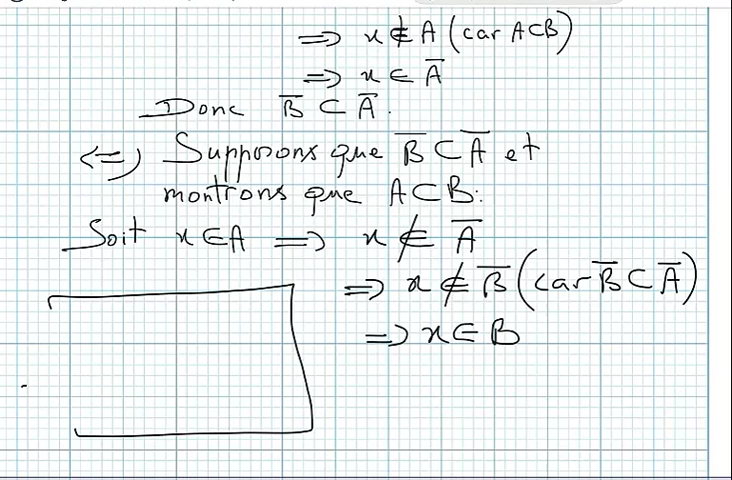 ⟹ x ∉ A (car A⊂B)
⟹ x ∈ A̅
Donc B̅ ⊂ A̅.
⟸) Supposons que B̅ ⊂ A̅ et
montrons que A⊂B:
Soit x∈A ⟹ x ∉ A̅
⟹ x ∉ B̅ (car B̅ ⊂ A̅)
⟹ x ∈ B